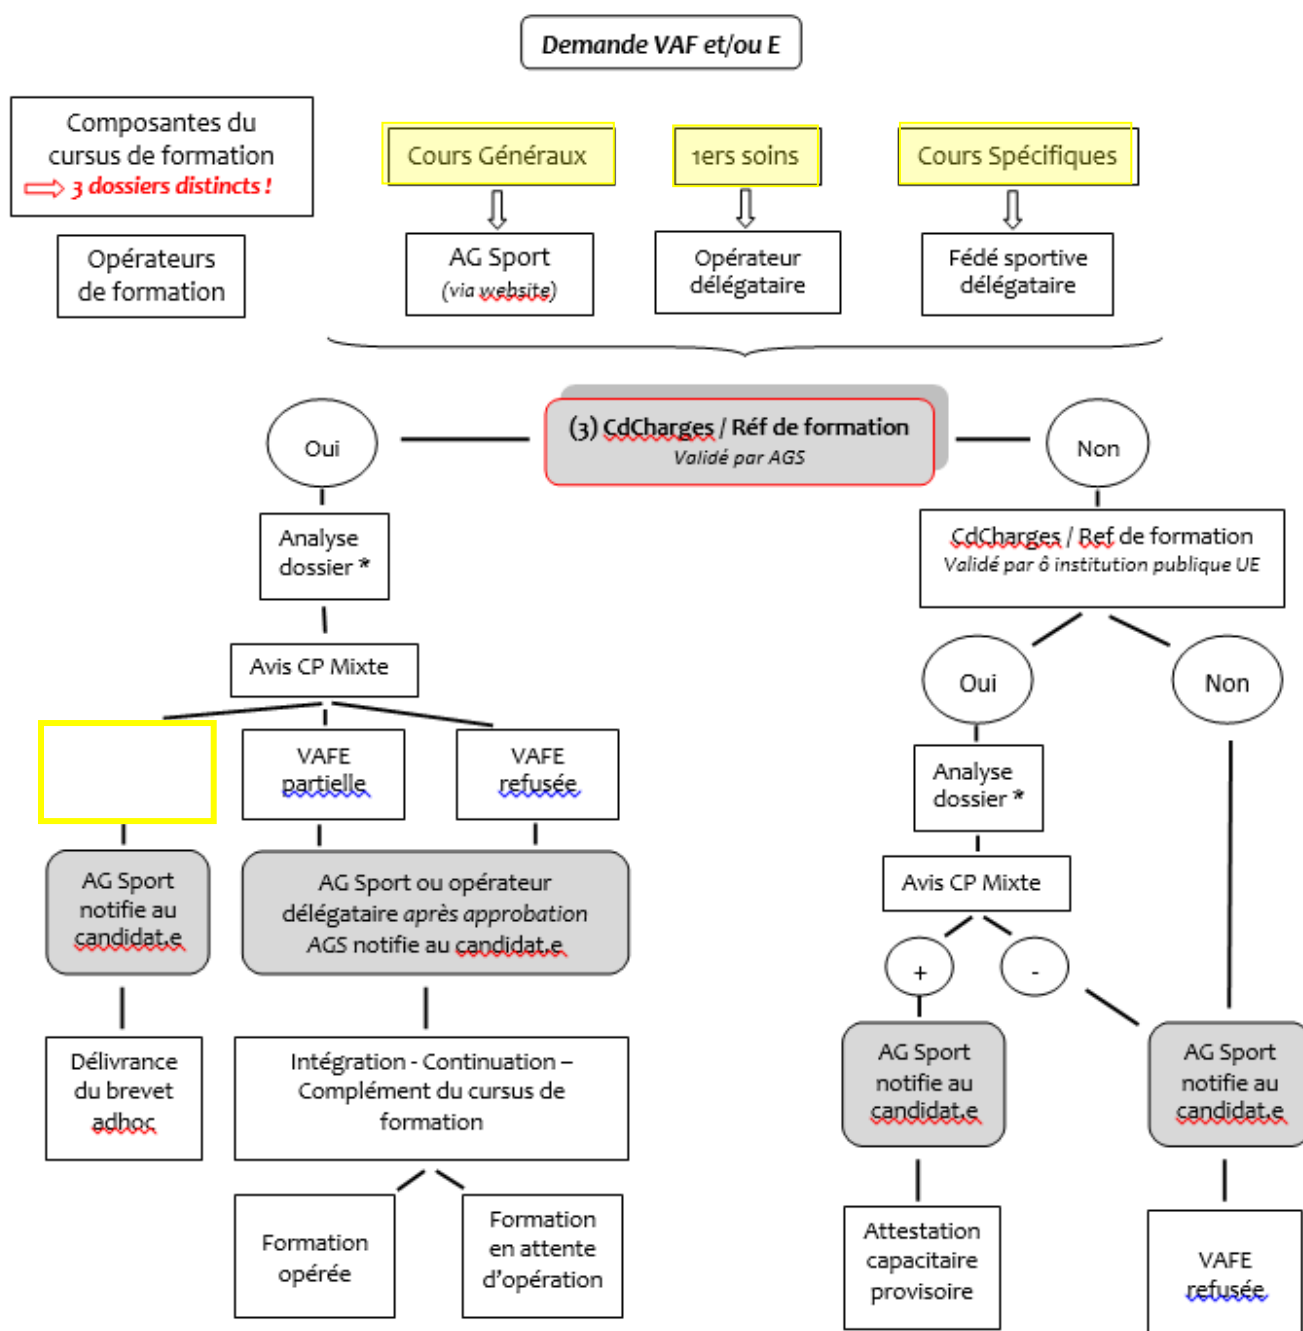 Demande VAF et/ou E
Composantes du
cursus de formation
3 dossiers distincts !
Cours Généraux
1ers soins
Cours Spécifiques
Opérateurs
de formation
AG Sport
(via website)
Opérateur
délégataire
Fédé sportive
délégataire
Oui
(3) CdCharges / Réf de formation
Validé par AGS
Non
Analyse
dossier *
CdCharges / Ref de formation
Validé par ô institution publique UE
Avis CP Mixte
Oui
Non
VAFE
partielle
VAFE
refusée
Analyse
dossier *
AG Sport
notifie au
candidat.e
AG Sport ou opérateur
délégataire après approbation
AGS notifie au candidat.e
Avis CP Mixte
+
-
Délivrance
du brevet
adhoc
Intégration - Continuation –
Complément du cursus de
formation
AG Sport
notifie au
candidat.e
AG Sport
notifie au
candidat.e
Formation
opérée
Formation
en attente
d'opération
Attestation
capacitaire
provisoire
VAFE
refusée